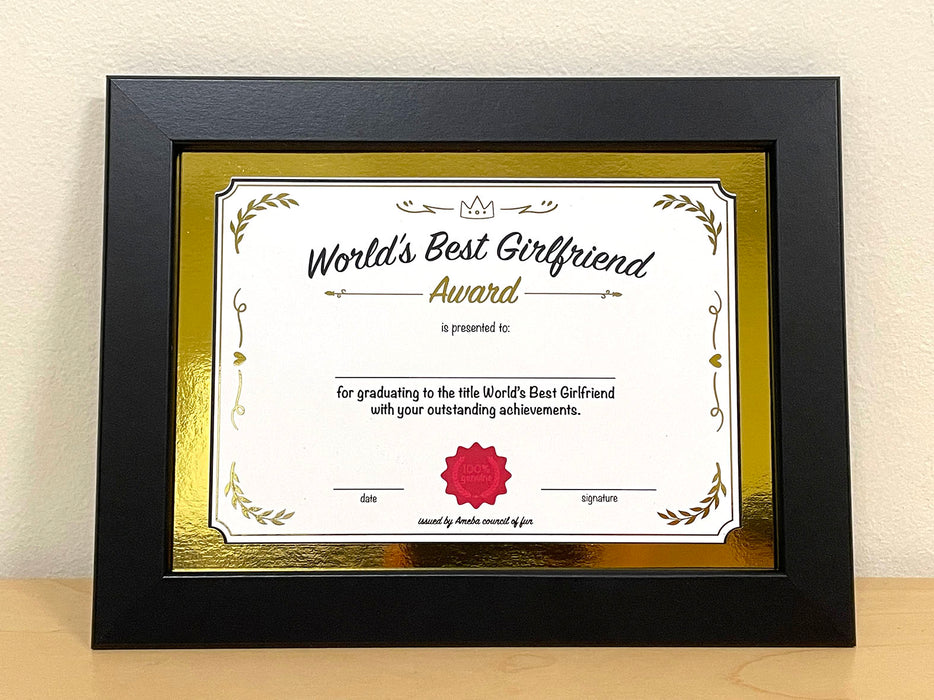 World's Best Girlfriend
Award
is presented to:
for graduating to the title World's Best Girlfriend
with your outstanding achievements.
100%
genuine
date
signature
issued by Ameba council of fun